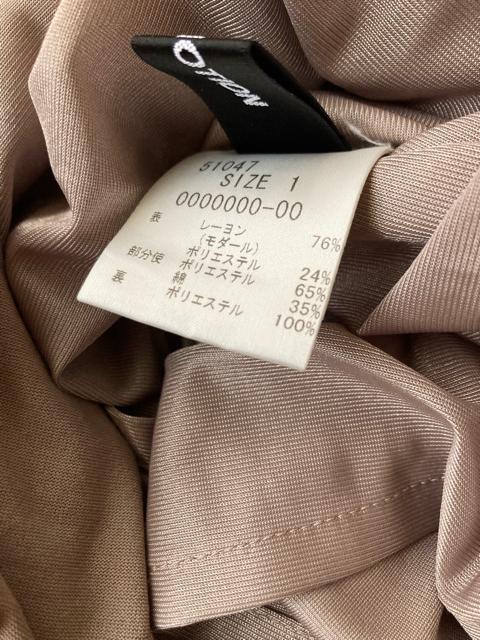 TION
51047
SIZE 1
0000000-00
表 レーヨン 76%
(モダール)
ポリエステル 24%
部分使 綿 65%
ポリエステル 35%
裏 ポリエステル 100%